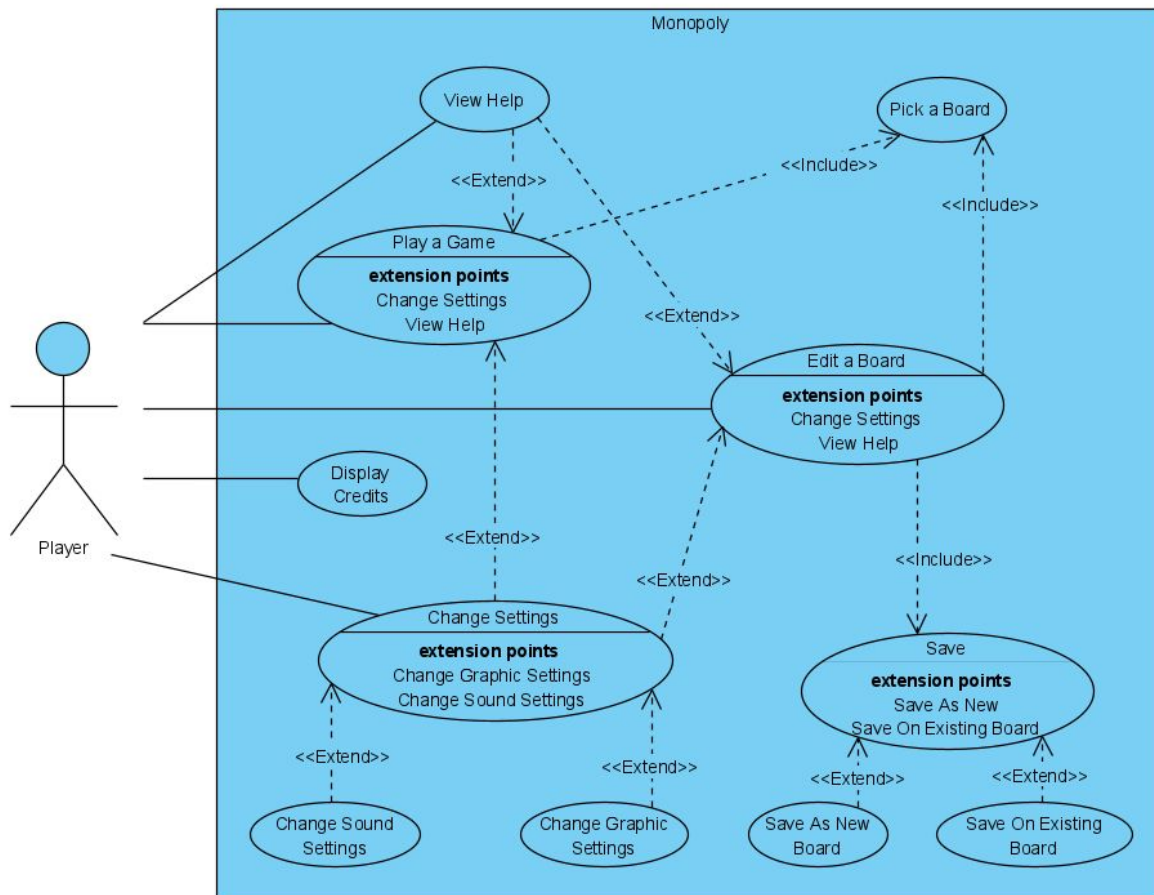 Monopoly
View Help
Pick a Board
<<Include>>
<<Extend>>
<<Include>>
Play a Game
extension points
Change Settings
View Help
<<Extend>>
Edit a Board
extension points
Change Settings
View Help
Display
Credits
Player
<<Extend>>
<<Include>>
<<Extend>>
Change Settings
extension points
Change Graphic Settings
Change Sound Settings
Save
extension points
Save As New
Save On Existing Board
<<Extend>>
<<Extend>>
<<Extend>>
<<Extend>>
Change Sound
Settings
Change Graphic
Settings
Save As New
Board
Save On Existing
Board